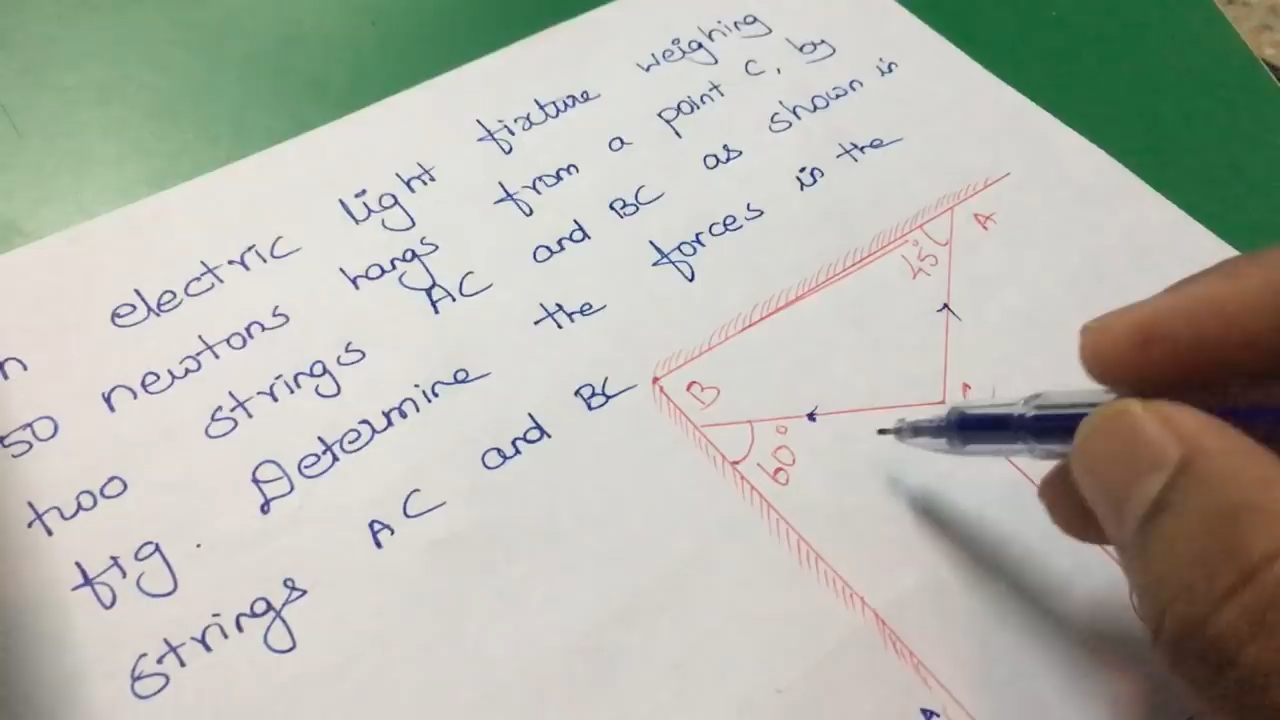 electric light fixture weighing
50 newtons hangs from a point C, by
two strings AC and BC as shown in
fig. Determine the forces in the
strings AC and BC
A
45°
B
60°
A